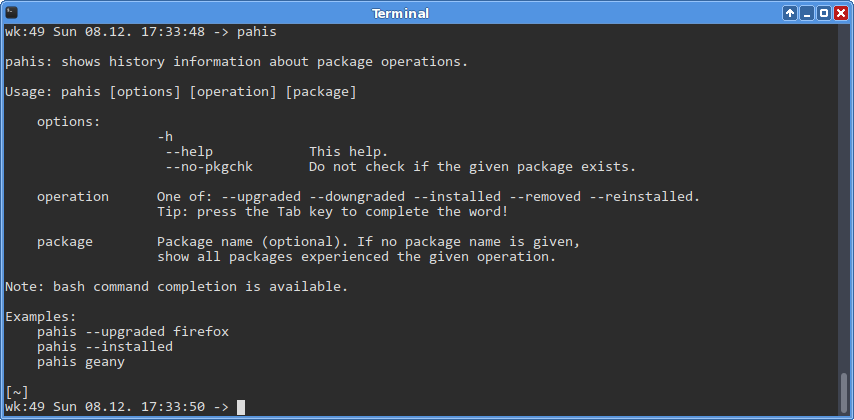 Terminal
wk:49 Sun 08.12. 17:33:48 -> pahis
pahis: shows history information about package operations.
Usage: pahis [options] [operation] [package]
options:
-h
--help This help.
--no-pkgchk Do not check if the given package exists.
operation One of: --upgraded --downgraded --installed --removed --reinstalled.
Tip: press the Tab key to complete the word!
package Package name (optional). If no package name is given,
show all packages experienced the given operation.
Note: bash command completion is available.
Examples:
pahis --upgraded firefox
pahis --installed
pahis geany
[~]
wk:49 Sun 08.12. 17:33:50 ->